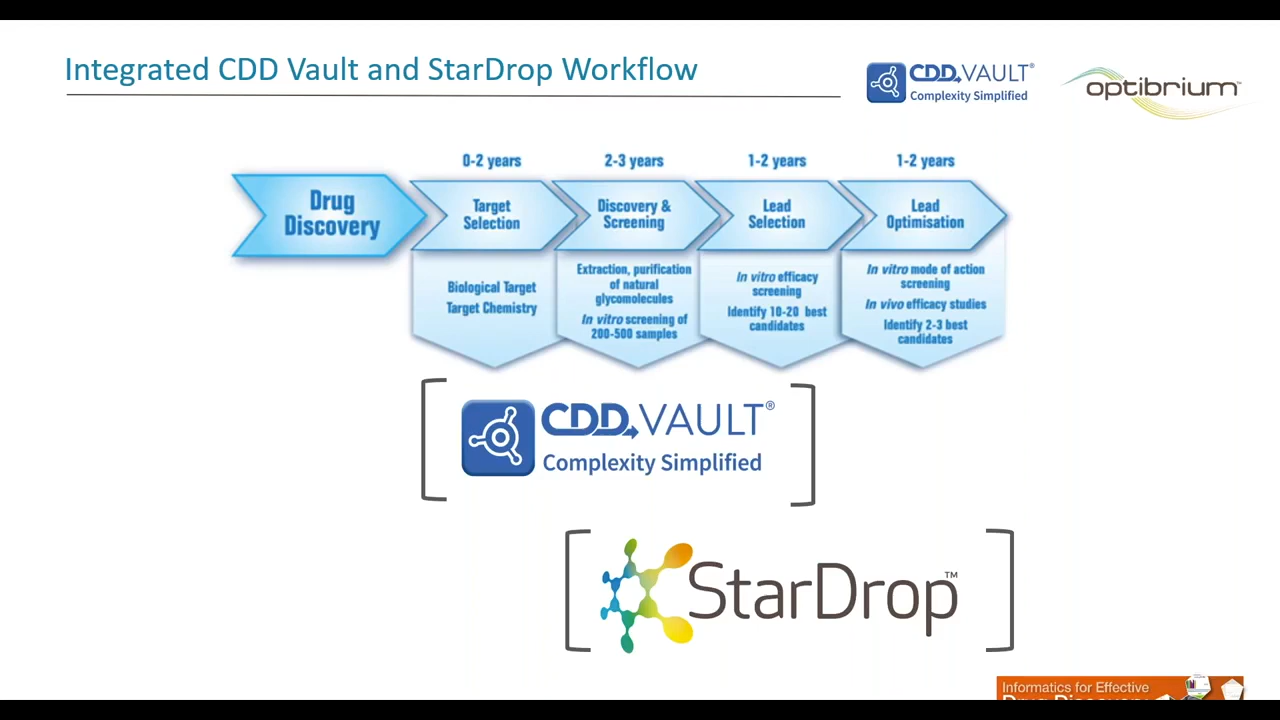 Integrated CDD Vault and StarDrop Workflow
CDD VAULT®
Complexity Simplified
optibrium™
0-2 years
2-3 years
1-2 years
1-2 years
Drug
Discovery
Target
Selection
Discovery &
Screening
Lead
Selection
Lead
Optimisation
Biological Target
Target Chemistry
Extraction, purification
of natural
glycomolecules
In vitro screening of
200-500 samples
In vitro efficacy
screening
Identify 10-20 best
candidates
In vitro mode of action
screening
In vivo efficacy studies
Identify 2-3 best
candidates
CDD VAULT®
Complexity Simplified
StarDrop™
Informatics for Effective
Drug Discovery